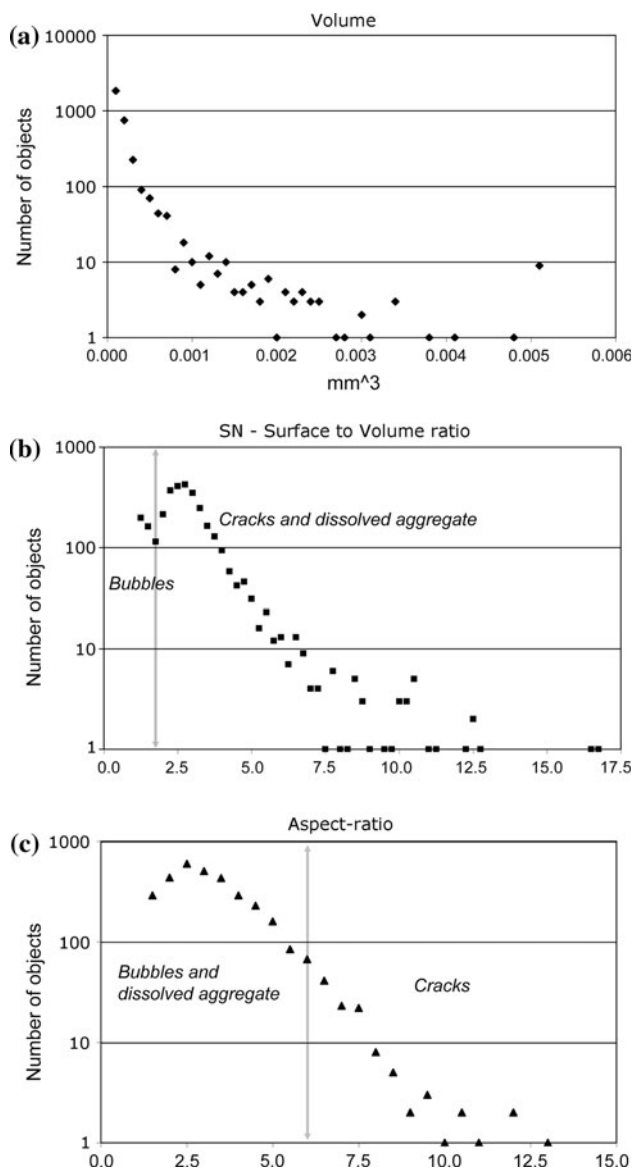 (a)
Volume
10000
1000
100
10
1
Number of objects
0.000 0.001 0.002 0.003 0.004 0.005 0.006
mm^3
(b)
SN - Surface to Volume ratio
1000
100
10
1
Number of objects
Cracks and dissolved aggregate
Bubbles
0.0 2.5 5.0 7.5 10.0 12.5 15.0 17.5
(c)
Aspect-ratio
1000
100
10
1
Number of objects
Bubbles and
dissolved aggregate
Cracks
0.0 2.5 5.0 7.5 10.0 12.5 15.0